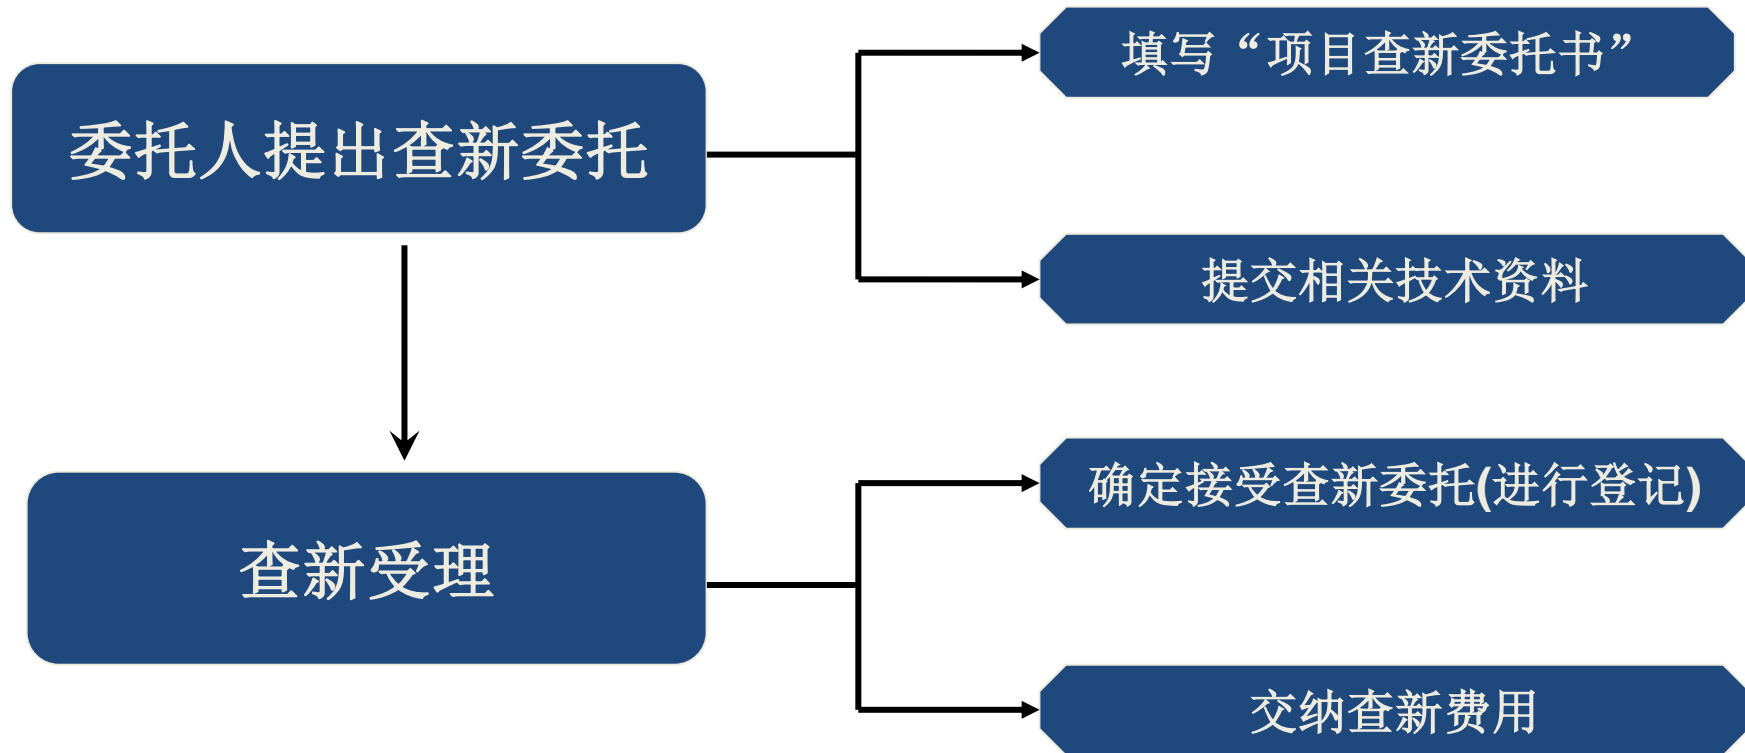 填写“项目查新委托书”
委托人提出查新委托
提交相关技术资料
确定接受查新委托(进行登记)
查新受理
交纳查新费用